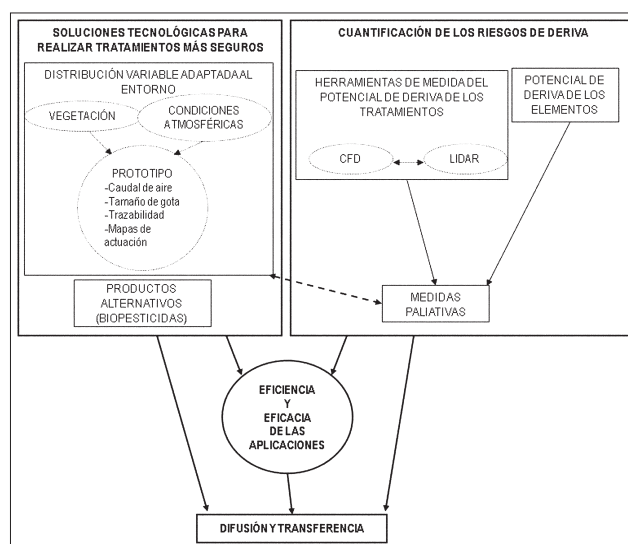 SOLUCIONES TECNOLÓGICAS PARA
REALIZAR TRATAMIENTOS MÁS SEGUROS
DISTRIBUCIÓN VARIABLE ADAPTADA AL
ENTORNO
VEGETACIÓN
CONDICIONES
ATMOSFÉRICAS
PROTOTIPO
-Caudal de aire
-Tamaño de gota
-Trazabilidad
-Mapas de
actuación
PRODUCTOS
ALTERNATIVOS
(BIOPESTICIDAS)
CUANTIFICACIÓN DE LOS RIESGOS DE DERIVA
HERRAMIENTAS DE MEDIDA DEL
POTENCIAL DE DERIVA DE LOS
TRATAMIENTOS
CFD
LIDAR
POTENCIAL DE
DERIVA DE LOS
ELEMENTOS
MEDIDAS
PALIATIVAS
EFICIENCIA
Y
EFICACIA
DE LAS
APLICACIONES
DIFUSIÓN Y TRANSFERENCIA